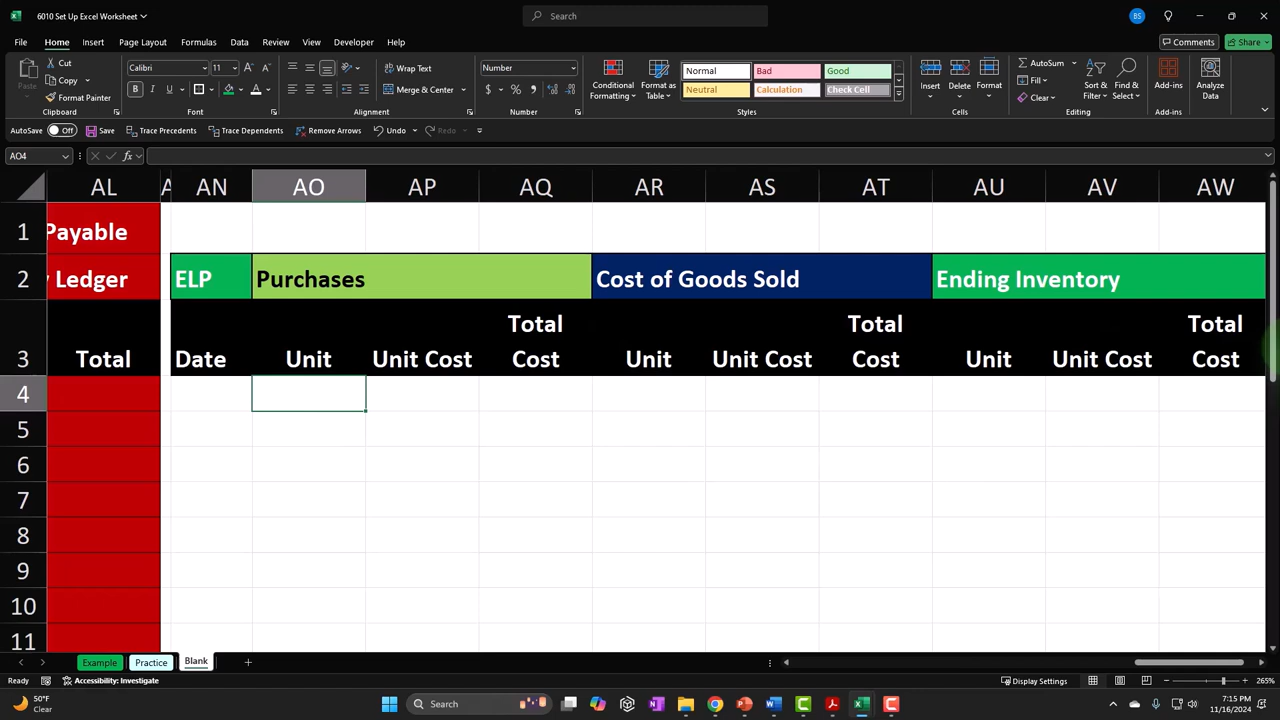 6010 Set Up Excel Worksheet
Search
BS
File Home Insert Page Layout Formulas Data Review View Developer Help
Comments Share
Paste
Cut
Copy
Format Painter
Clipboard
Calibri 11
B I U
Font
Wrap Text
Merge & Center
Alignment
Number
$ % 9
Number
Conditional Formatting
Format as Table
Normal Bad Good
Neutral Calculation Check Cell
Styles
Insert Delete Format
Cells
AutoSum
Fill
Clear
Sort & Filter
Find & Select
Editing
Add-ins
Add-ins
Analyze Data
AutoSave Off Save Trace Precedents Trace Dependents Remove Arrows Undo Redo
AO4 fx
AL AN AO AP AQ AR AS AT AU AV AW
1 Payable
2 Ledger ELP Purchases Cost of Goods Sold Ending Inventory
3 Total Date Unit Unit Cost Total Cost Unit Unit Cost Total Cost Unit Unit Cost Total Cost
4
5
6
7
8
9
10
11
Example Practice Blank
Ready Accessibility: Investigate Display Settings 265%
50°F
Clear
Search
7:15 PM
11/16/2024